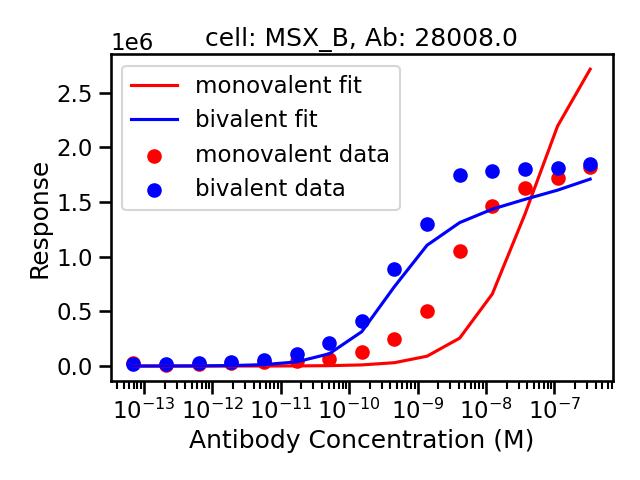 cell: MSX_B, Ab: 28008.0
1e6
monovalent fit
bivalent fit
monovalent data
bivalent data
Response
2.5
2.0
1.5
1.0
0.5
0.0
10⁻¹³ 10⁻¹² 10⁻¹¹ 10⁻¹⁰ 10⁻⁹ 10⁻⁸ 10⁻⁷
Antibody Concentration (M)